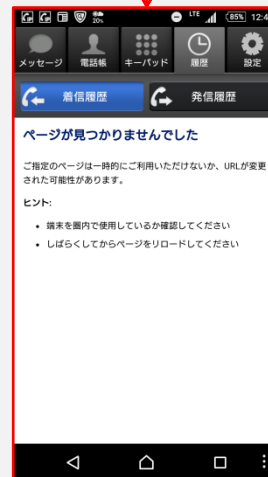 20% LTE 85% 12:4
メッセージ 電話帳 キーパッド 履歴 設定
着信履歴 発信履歴
ページが見つかりませんでした
ご指定のページは一時的にご利用いただけないか、URLが変更
された可能性があります。
ヒント:
• 端末を圏内で使用しているか確認してください
• しばらくしてからページをリロードしてください